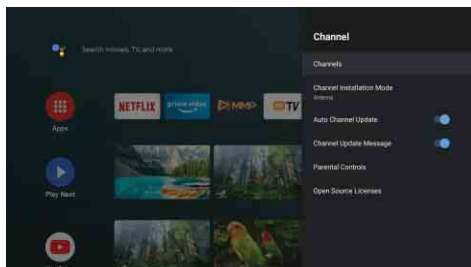 Channel
Search movies, TV, and more
Channels
Channel Installation Mode
Antenna
NETFLIX
prime video
MMP
TV
Auto Channel Update
Apps
Channel Update Message
Parental Controls
Open Source Licenses
Play Next